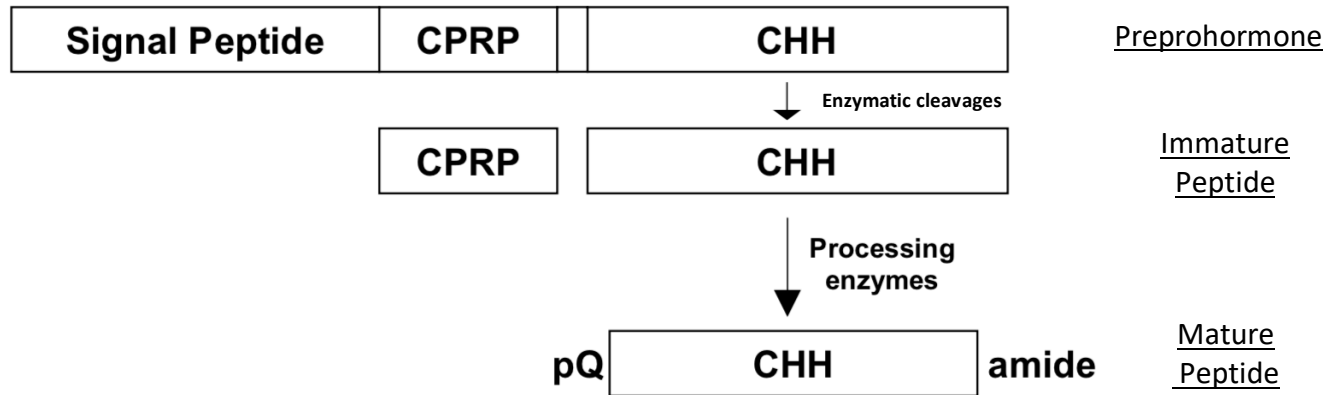 Signal Peptide CPRP CHH Preprohormone
Enzymatic cleavages
CPRP CHH Immature
Peptide
Processing
enzymes
pQ CHH amide Mature
Peptide